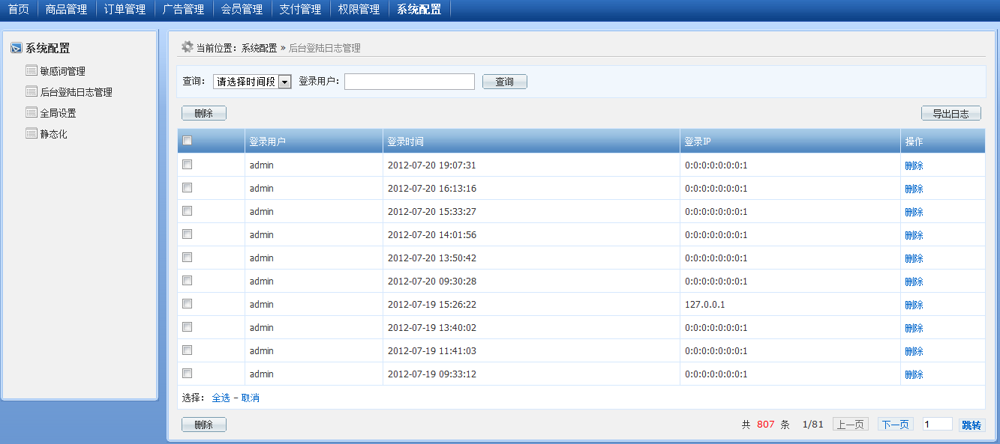 首页 商品管理 订单管理 广告管理 会员管理 支付管理 权限管理 系统配置
系统配置
敏感词管理
后台登陆日志管理
全局设置
静态化
当前位置：系统配置 » 后台登陆日志管理
查询： 请选择时间段 登录用户： 查询
删除 导出日志
登录用户 登录时间 登录IP 操作
admin 2012-07-20 19:07:31 0:0:0:0:0:0:0:1 删除
admin 2012-07-20 16:13:16 0:0:0:0:0:0:0:1 删除
admin 2012-07-20 15:33:27 0:0:0:0:0:0:0:1 删除
admin 2012-07-20 14:01:56 0:0:0:0:0:0:0:1 删除
admin 2012-07-20 13:50:42 0:0:0:0:0:0:0:1 删除
admin 2012-07-20 09:30:28 0:0:0:0:0:0:0:1 删除
admin 2012-07-19 15:26:22 127.0.0.1 删除
admin 2012-07-19 13:40:02 0:0:0:0:0:0:0:1 删除
admin 2012-07-19 11:41:03 0:0:0:0:0:0:0:1 删除
admin 2012-07-19 09:33:12 0:0:0:0:0:0:0:1 删除
选择： 全选 - 取消
删除 共 807 条 1/81 上一页 下一页 1 跳转